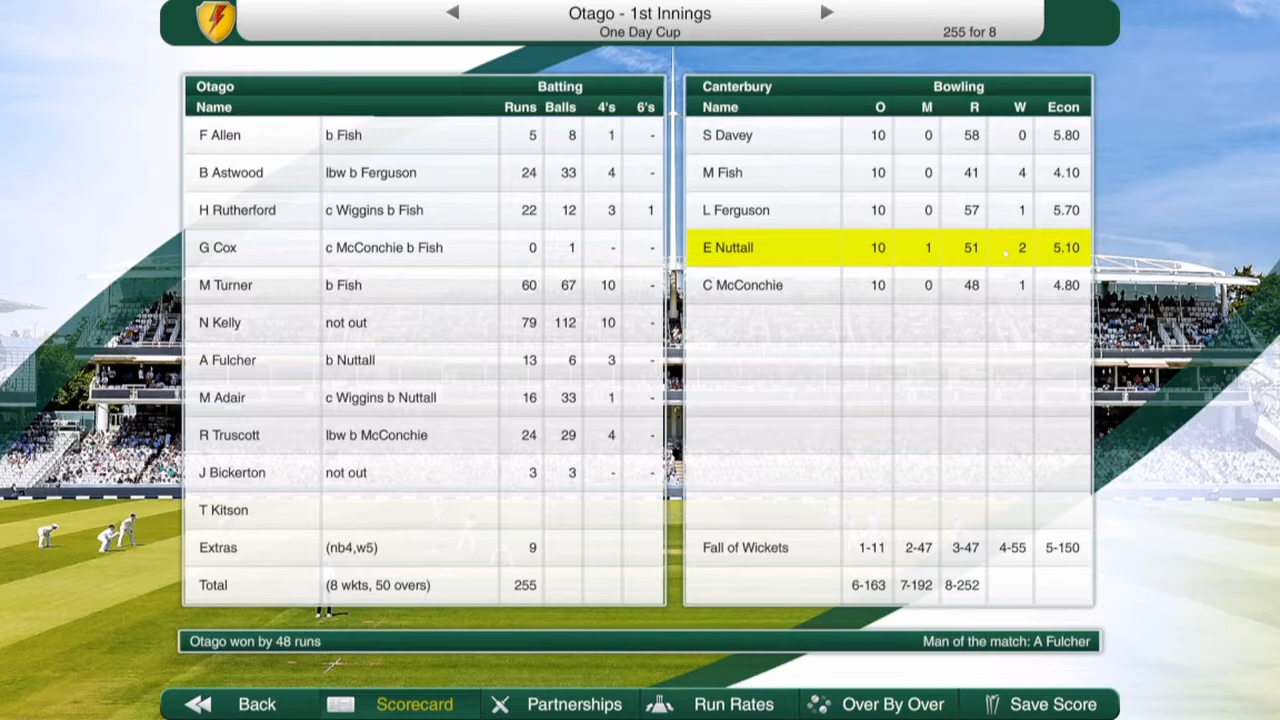 Otago - 1st Innings
One Day Cup
255 for 8
Otago Batting
Name Runs Balls 4's 6's
F Allen b Fish 5 8 1 -
B Astwood lbw b Ferguson 24 33 4 -
H Rutherford c Wiggins b Fish 22 12 3 1
G Cox c McConchie b Fish 0 1 - -
M Turner b Fish 60 67 10 -
N Kelly not out 79 112 10 -
A Fulcher b Nuttall 13 6 3 -
M Adair c Wiggins b Nuttall 16 33 1 -
R Truscott lbw b McConchie 24 29 4 -
J Bickerton not out 3 3 - -
T Kitson
Extras (nb4,w5) 9
Total (8 wkts, 50 overs) 255
Canterbury Bowling
Name O M R W Econ
S Davey 10 0 58 0 5.80
M Fish 10 0 41 4 4.10
L Ferguson 10 0 57 1 5.70
E Nuttall 10 1 51 2 5.10
C McConchie 10 0 48 1 4.80
Fall of Wickets 1-11 2-47 3-47 4-55 5-150
6-163 7-192 8-252
Otago won by 48 runs
Man of the match: A Fulcher
Back Scorecard Partnerships Run Rates Over By Over Save Score